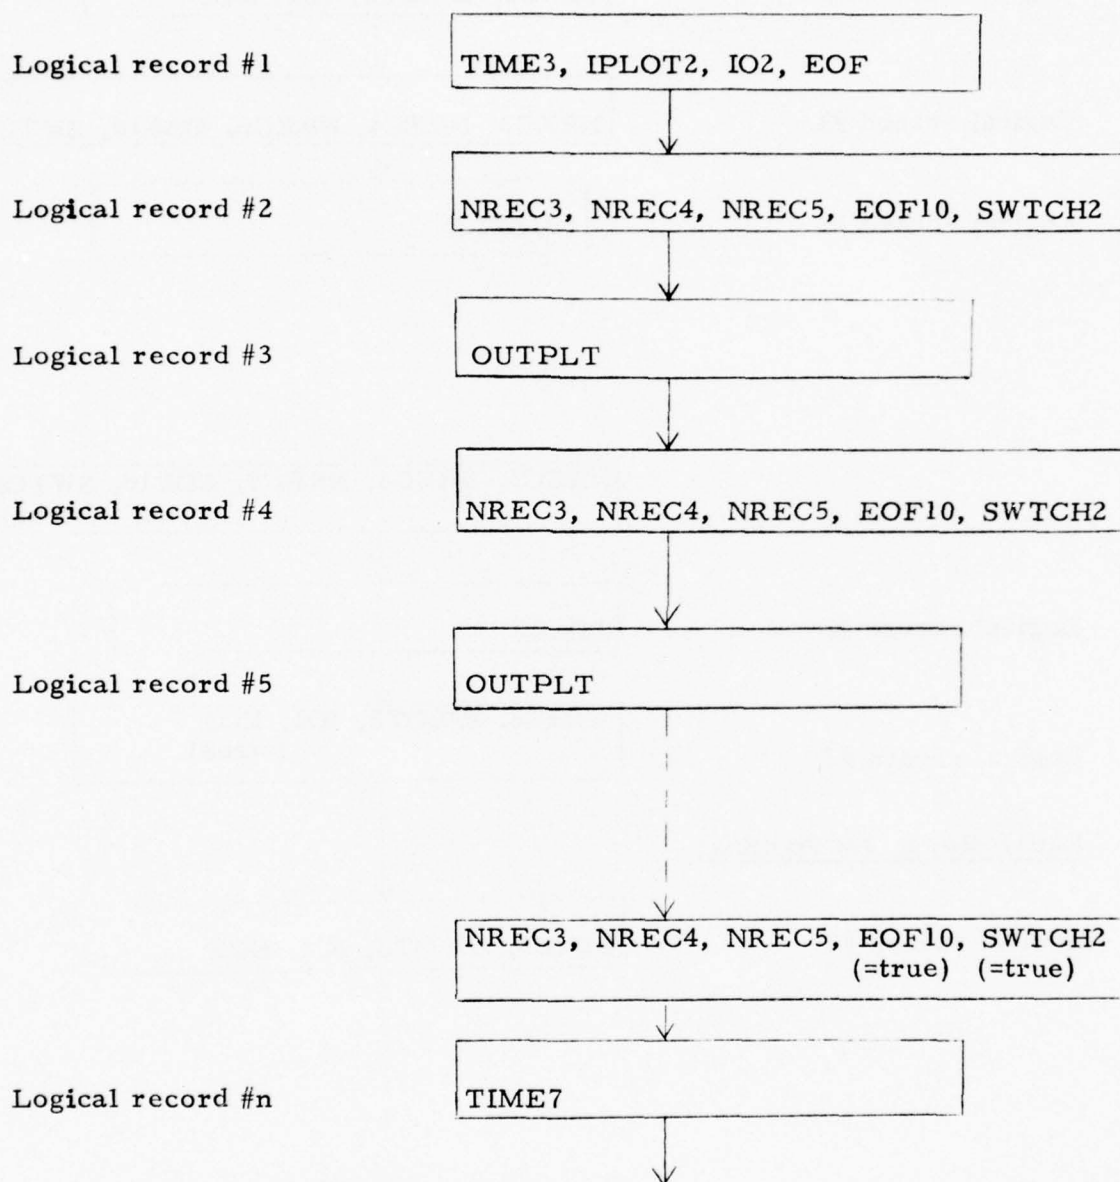 Logical record #1
TIME3, IPLOT2, IO2, EOF
Logical record #2
NREC3, NREC4, NREC5, EOF10, SWTCH2
Logical record #3
OUTPLT
Logical record #4
NREC3, NREC4, NREC5, EOF10, SWTCH2
Logical record #5
OUTPLT
NREC3, NREC4, NREC5, EOF10, SWTCH2
(=true) (=true)
Logical record #n
TIME7